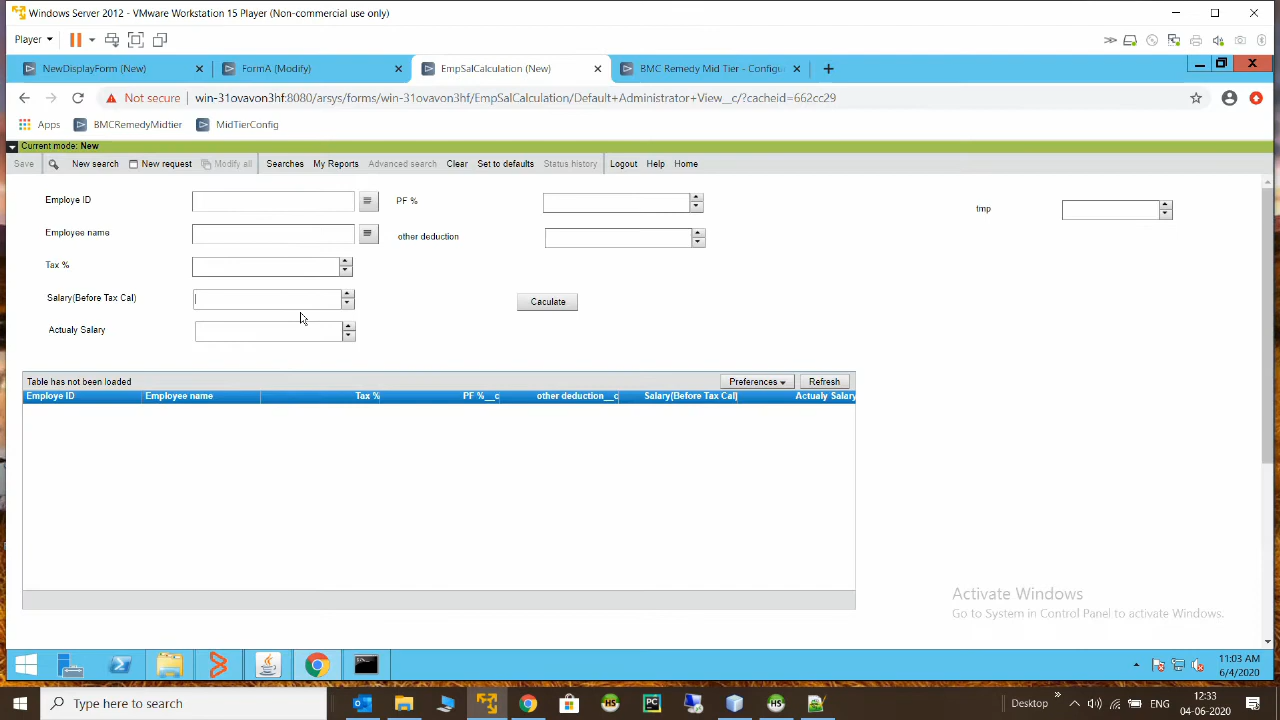 Windows Server 2012 - VMware Workstation 15 Player (Non-commercial use only)
Player
NewDisplayForm (New)
FormA (Modify)
EmpSalCalculation (New)
BMC Remedy Mid Tier - Configu
Not secure
win-31ovavon3hf:8080/arsys/forms/win-31ovavon3hf/EmpSalCalculation/Default+Administrator+View__c/?cacheid=662cc29
Apps
BMCRemedyMidtier
MidTierConfig
Current mode: New
Save
New search
New request
Modify all
Searches
My Reports
Advanced search
Clear
Set to defaults
Status history
Logout
Help
Home
Employe ID
PF %
tmp
Employee name
other deduction
Tax %
Salary(Before Tax Cal)
Caculate
Actualy Salary
Table has not been loaded
Preferences
Refresh
Employe ID
Employee name
Tax %
PF %__c
other deduction__c
Salary(Before Tax Cal)
Actualy Salary
Activate Windows
Go to System in Control Panel to activate Windows.
11:03 AM
6/4/2020
ENG
Type here to search
HS
PC
HS
Desktop
ENG
12:33
04-06-2020